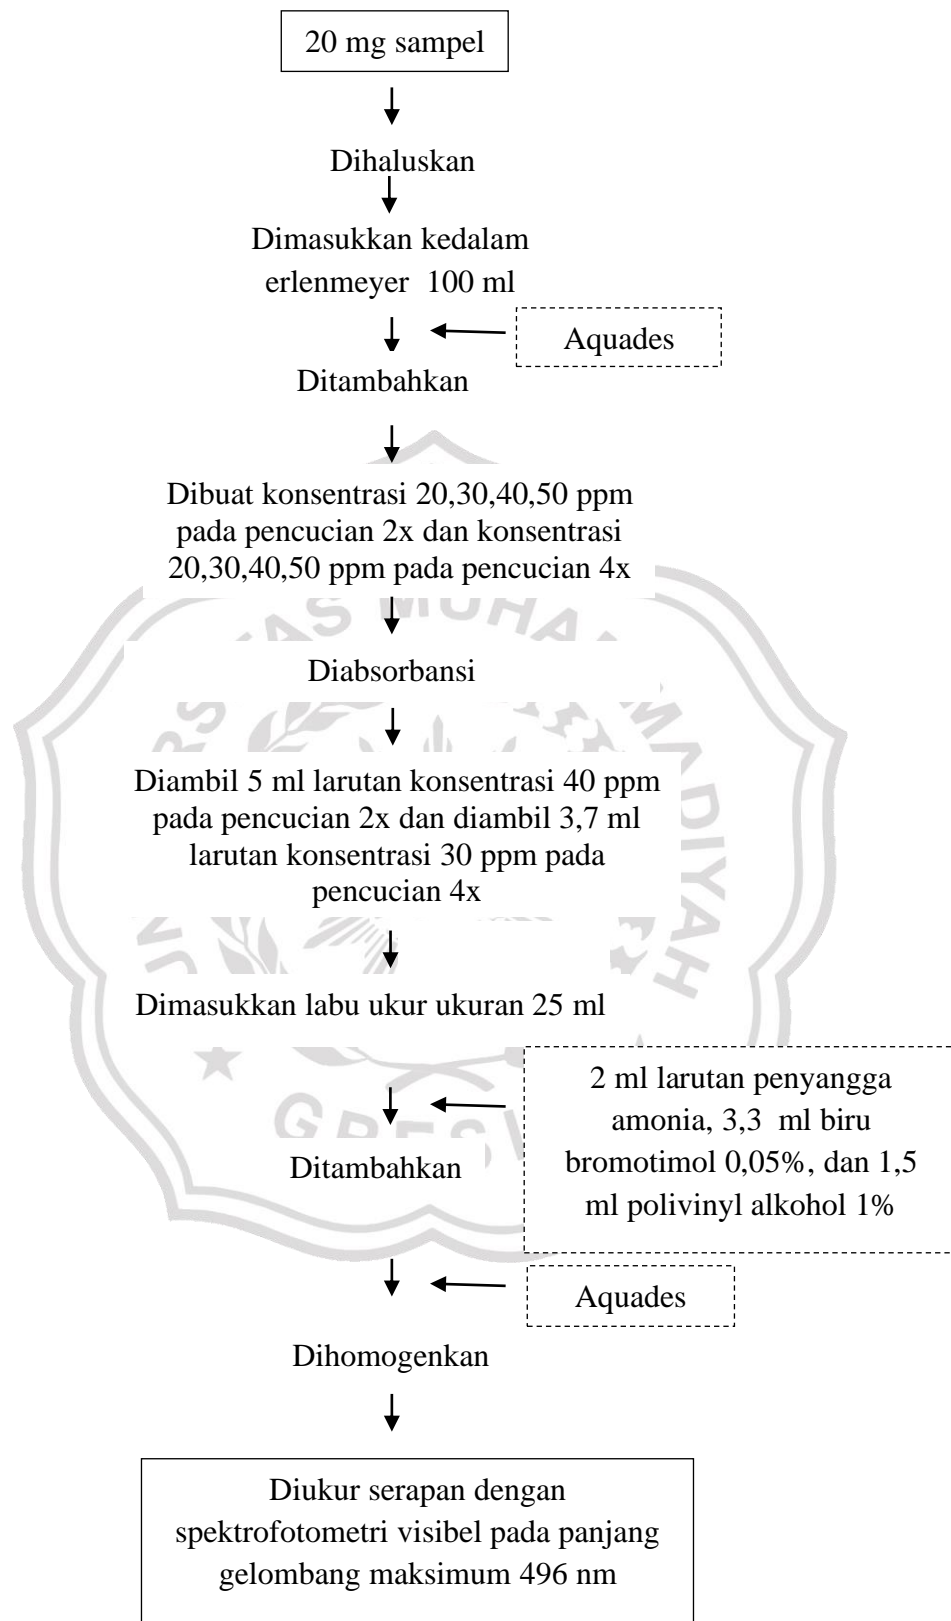 20 mg sampel
Dihaluskan
Dimasukkan kedalam
erlenmeyer  100 ml
Aquades
Ditambahkan
Dibuat konsentrasi 20,30,40,50 ppm
pada pencucian 2x dan konsentrasi
20,30,40,50 ppm pada pencucian 4x
Diabsorbansi
Diambil 5 ml larutan konsentrasi 40 ppm
pada pencucian 2x dan diambil 3,7 ml
larutan konsentrasi 30 ppm pada
pencucian 4x
Dimasukkan labu ukur ukuran 25 ml
2 ml larutan penyangga
amonia, 3,3  ml biru
bromotimol 0,05%, dan 1,5
ml polivinyl alkohol 1%
Ditambahkan
Aquades
Dihomogenkan
Diukur serapan dengan
spektrofotometri visibel pada panjang
gelombang maksimum 496 nm